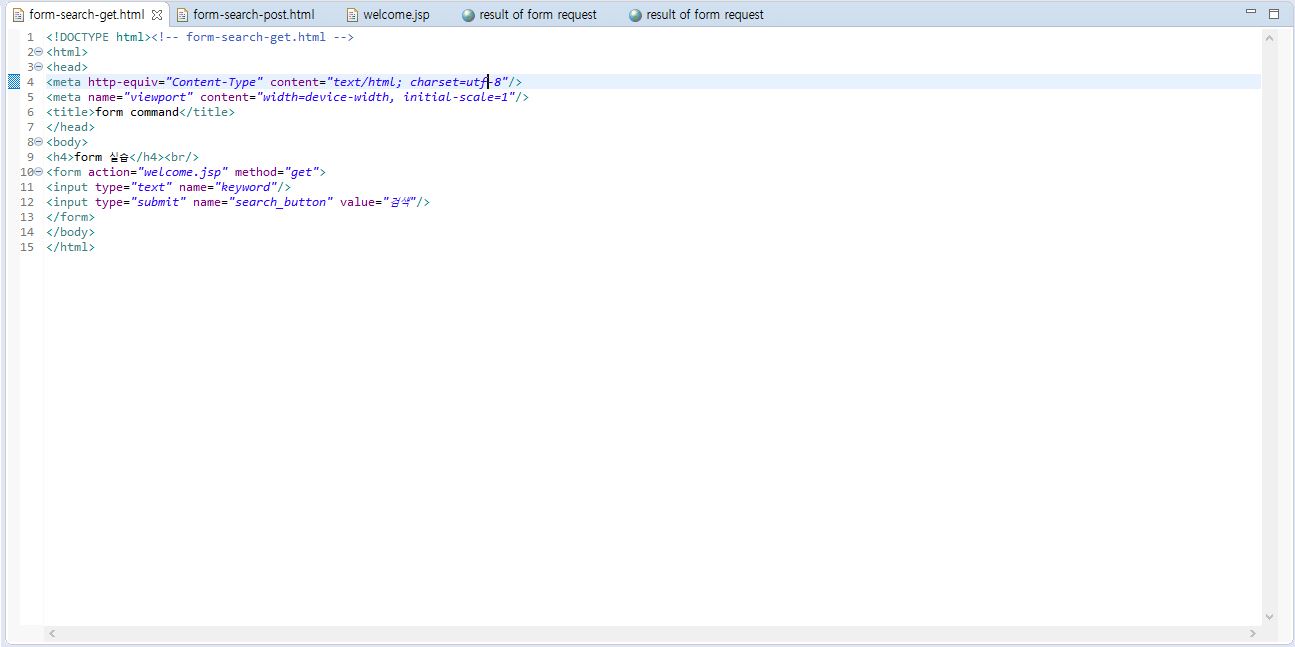 form-search-get.html form-search-post.html welcome.jsp result of form request result of form request
1 <!DOCTYPE html><!-- form-search-get.html -->
2 <html>
3 <head>
4 <meta http-equiv="Content-Type" content="text/html; charset=utf-8"/>
5 <meta name="viewport" content="width=device-width, initial-scale=1"/>
6 <title>form command</title>
7 </head>
8 <body>
9 <h4>form 실습</h4><br/>
10 <form action="welcome.jsp" method="get">
11 <input type="text" name="keyword"/>
12 <input type="submit" name="search_button" value="검색"/>
13 </form>
14 </body>
15 </html>